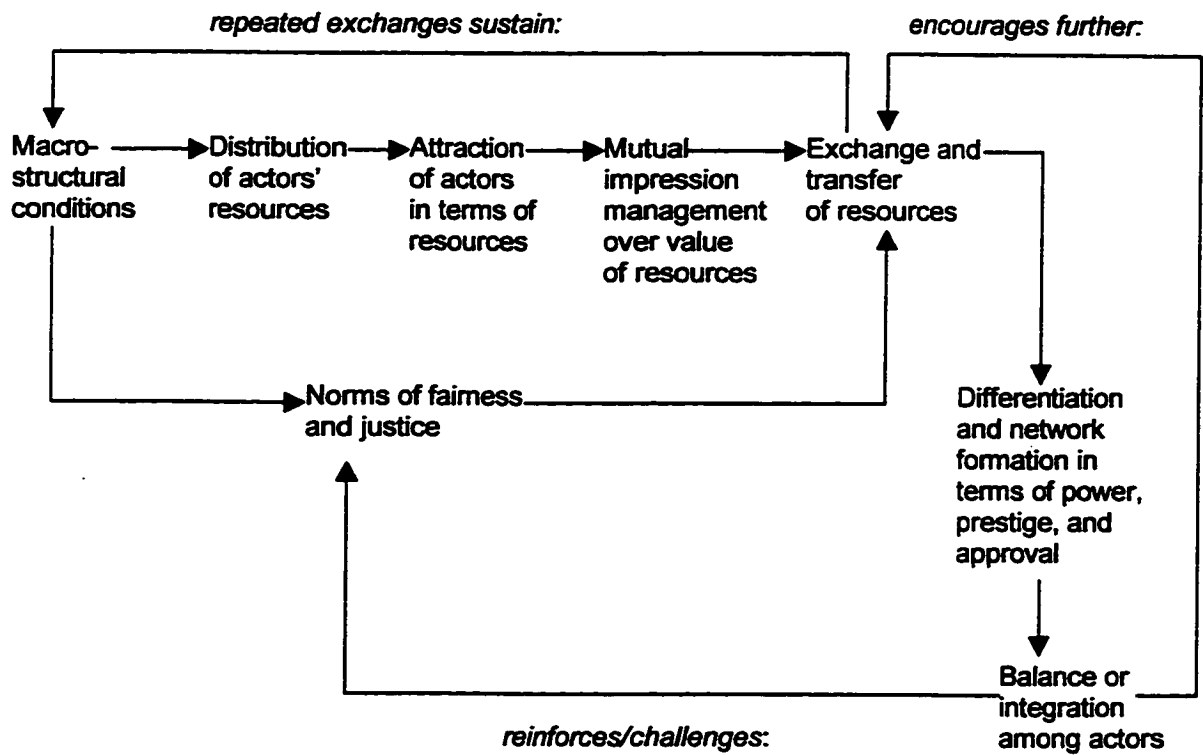 repeated exchanges sustain:
encourages further:
Macro-
structural
conditions
Distribution
of actors'
resources
Attraction
of actors
in terms of
resources
Mutual
impression
management
over value
of resources
Exchange and
transfer
of resources
Norms of fairness
and justice
Differentiation
and network
formation in
terms of power,
prestige, and
approval
Balance or
integration
among actors
reinforces/challenges: